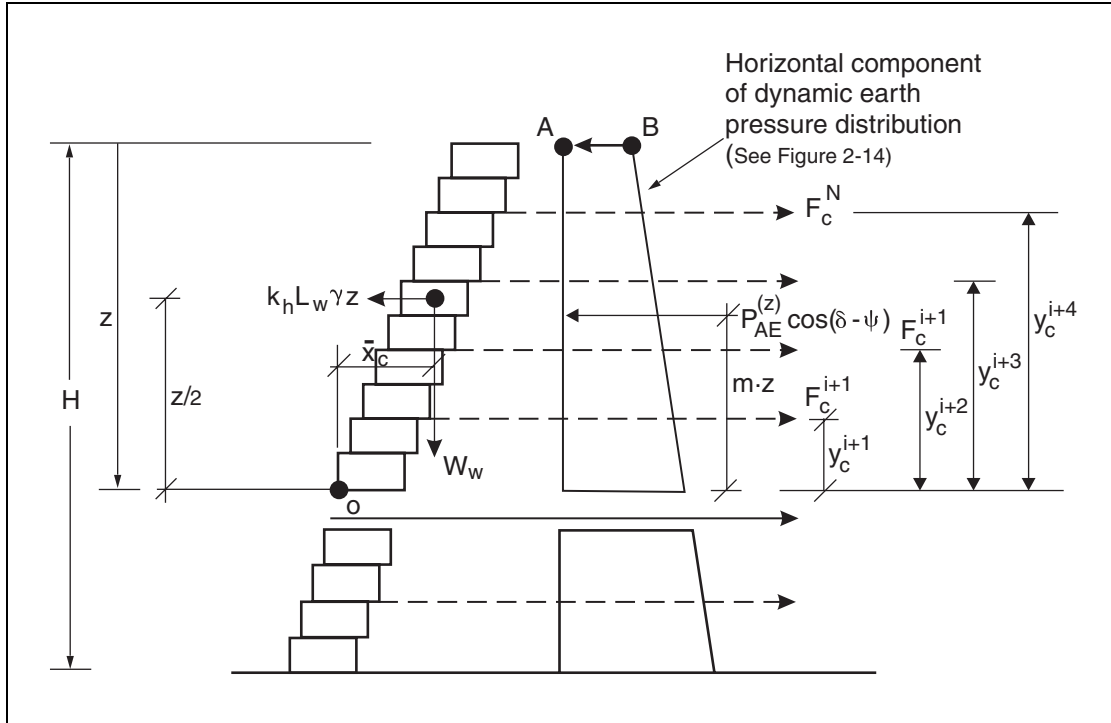 Horizontal component
of dynamic earth
pressure distribution
(See Figure 2-14)
A
B
F_c^N
k_h L_w γ z
z
P_AE^(z) cos(δ - ψ)
F_c^i+1
y_c^i+4
x̄_c
y_c^i+3
H
z/2
m·z
F_c^i+1
y_c^i+2
y_c^i+1
W_w
o